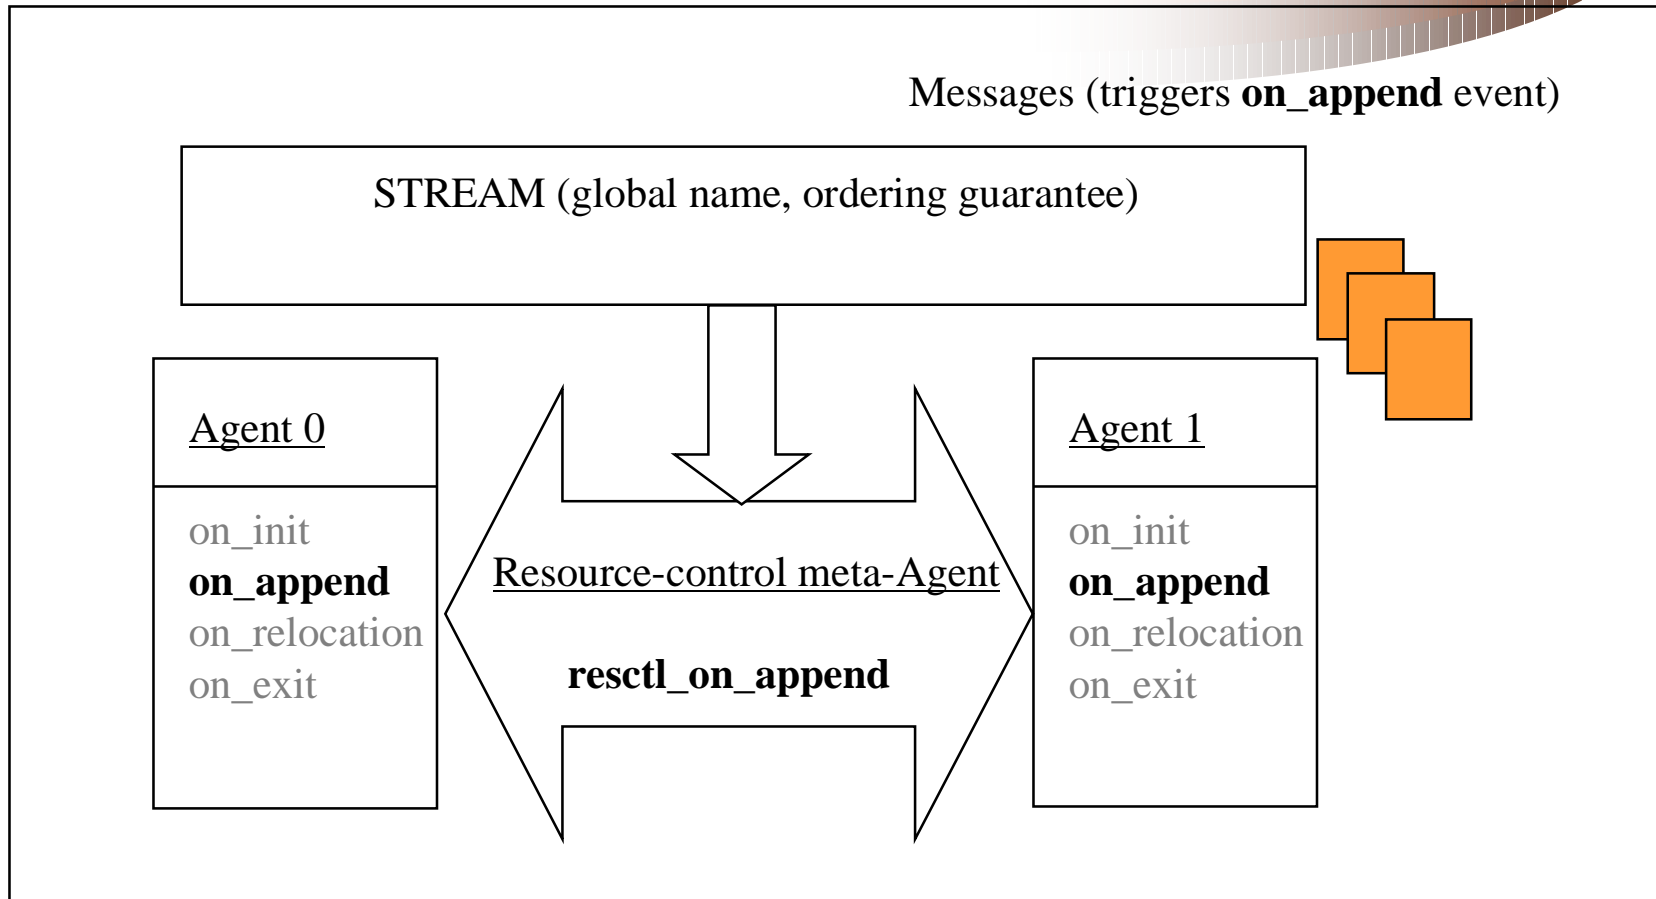 Messages (triggers on_append event)
STREAM (global name, ordering guarantee)
Agent 0
on_init
on_append
on_relocation
on_exit
Resource-control meta-Agent
resctl_on_append
Agent 1
on_init
on_append
on_relocation
on_exit